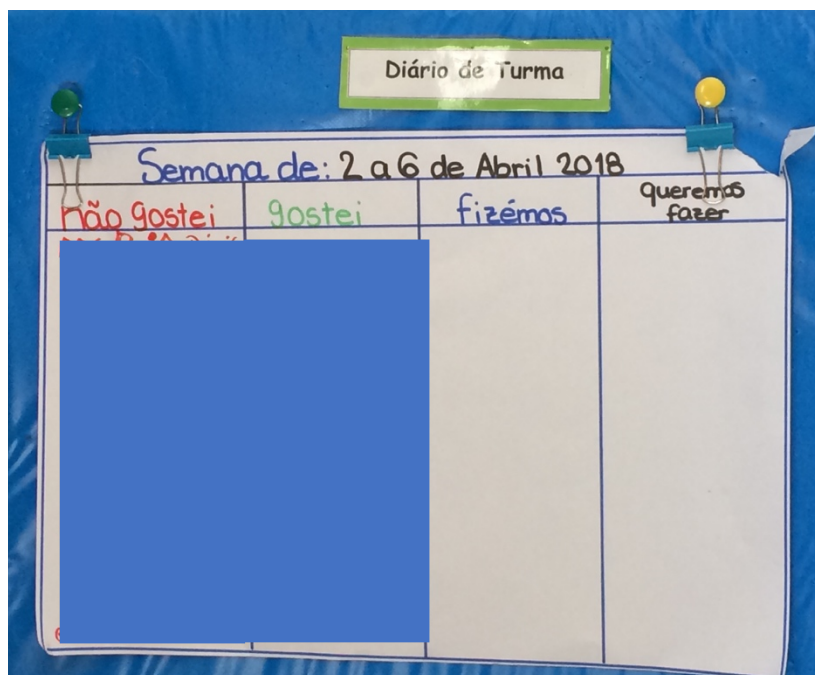 Diário de Turma
Semana de: 2 a 6 de Abril 2018
não gostei
gostei
fizémos
queremos
fazer